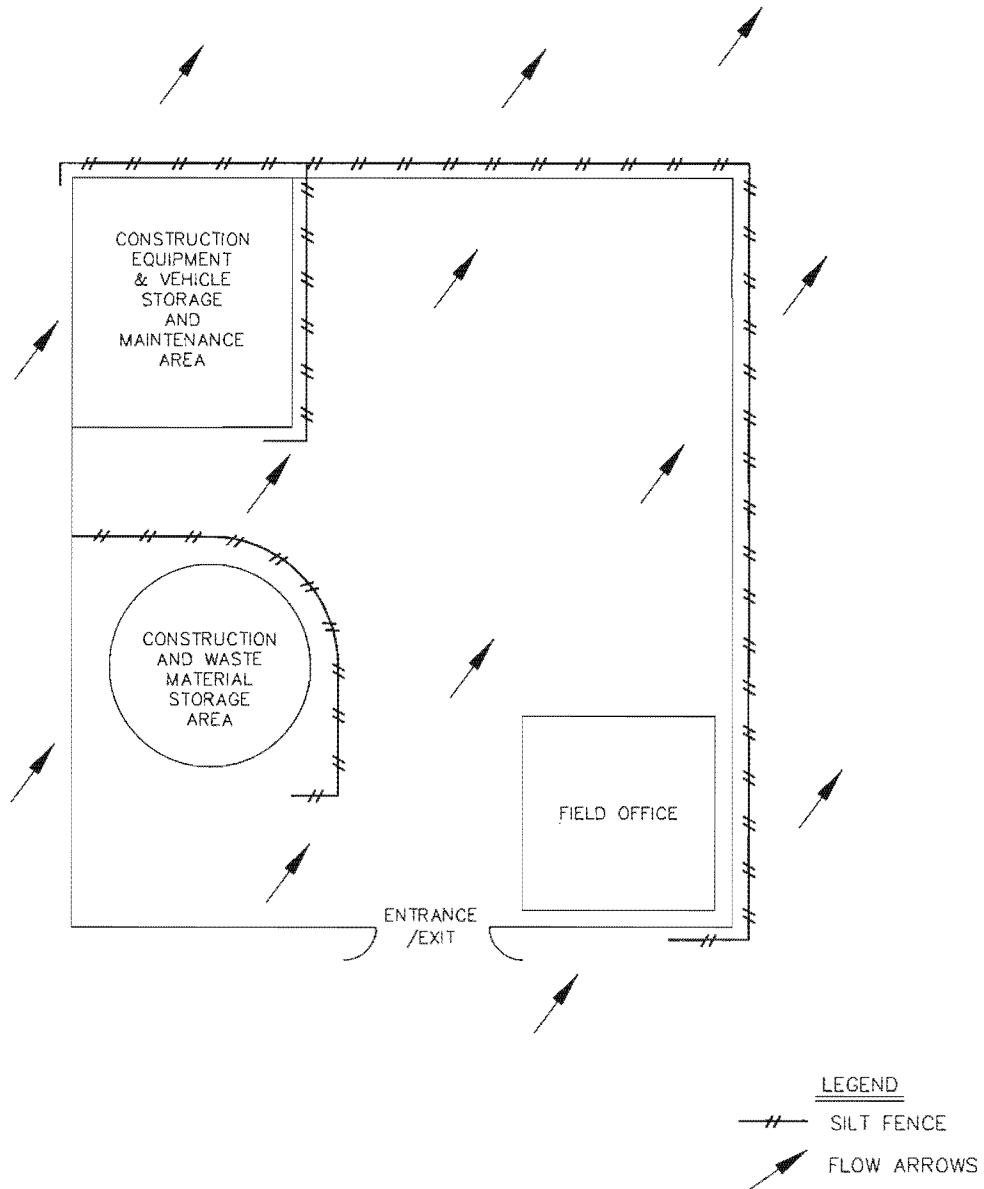 CONSTRUCTION
EQUIPMENT
& VEHICLE
STORAGE
AND
MAINTENANCE
AREA
CONSTRUCTION
AND WASTE
MATERIAL
STORAGE
AREA
FIELD OFFICE
ENTRANCE
/EXIT
LEGEND
SILT FENCE
FLOW ARROWS